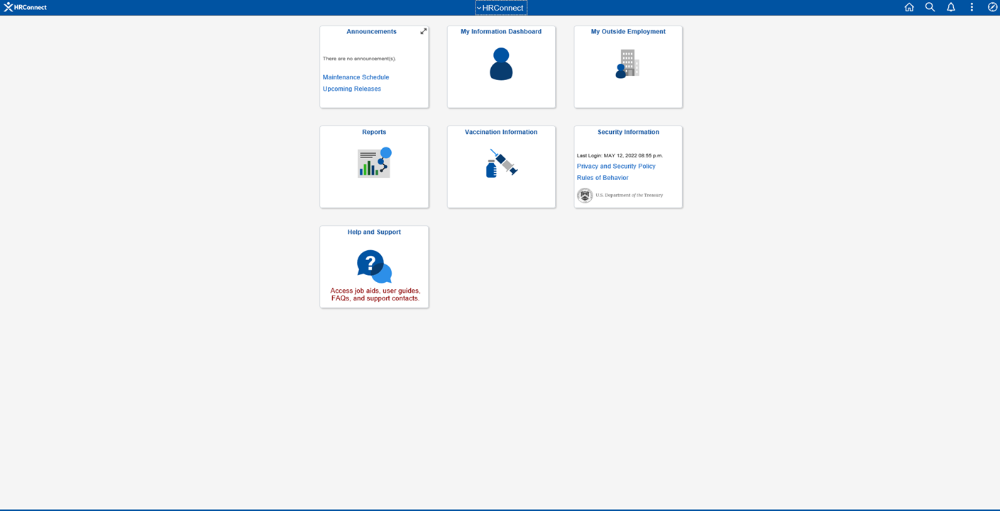 HRConnect
HRConnect
Announcements
There are no announcement(s).
Maintenance Schedule
Upcoming Releases
My Information Dashboard
My Outside Employment
Reports
Vaccination Information
Security Information
Last Login: MAY 12, 2022 08:55 p.m.
Privacy and Security Policy
Rules of Behavior
U.S. Department of the Treasury
Help and Support
?
Access job aids, user guides,
FAQs, and support contacts.